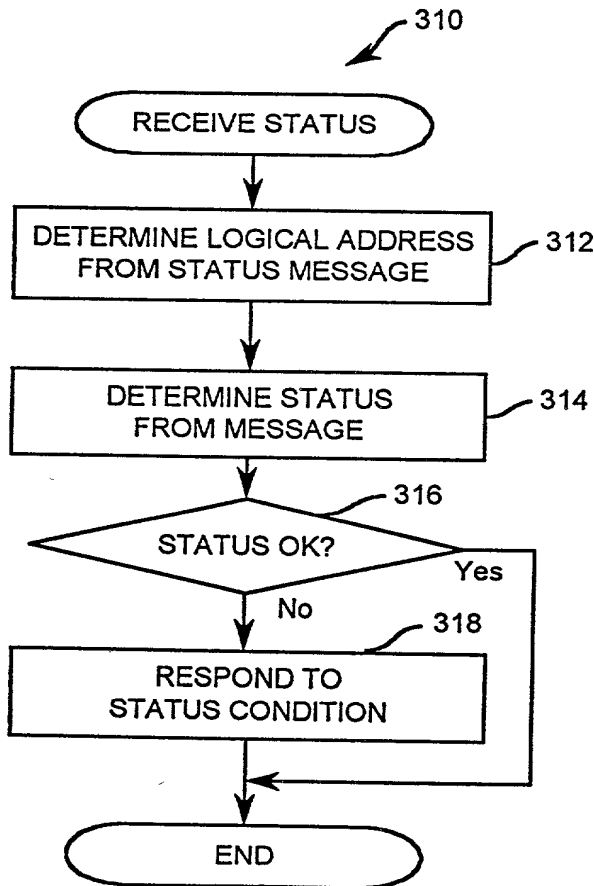 310
RECEIVE STATUS
DETERMINE LOGICAL ADDRESS
FROM STATUS MESSAGE
312
DETERMINE STATUS
FROM MESSAGE
314
316
STATUS OK?
Yes
No
318
RESPOND TO
STATUS CONDITION
END